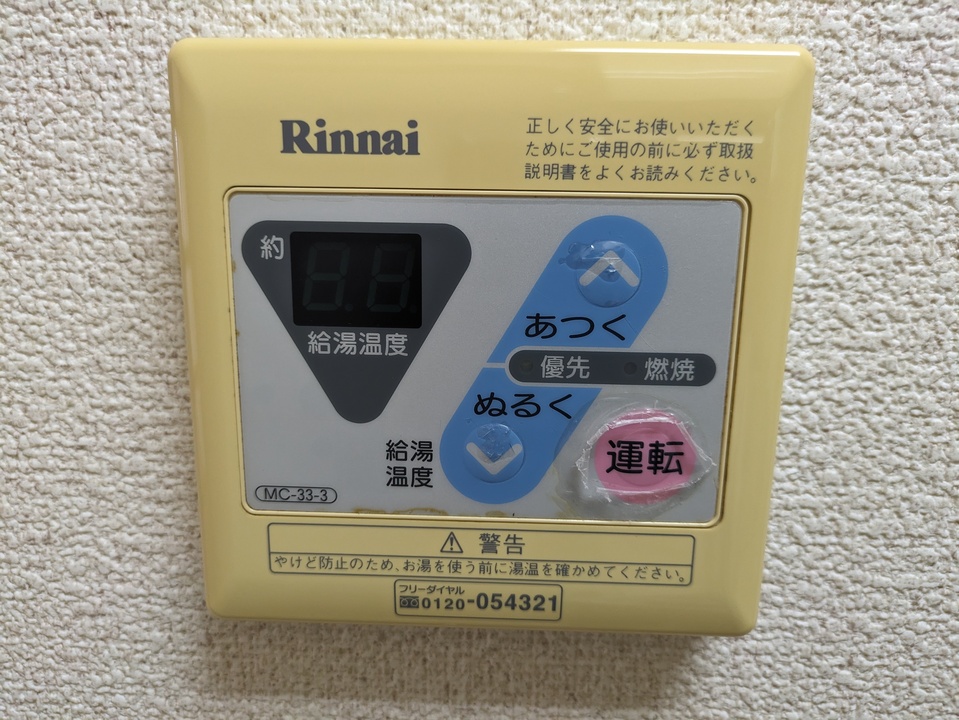 Rinnai
正しく安全にお使いいただく
ためにご使用の前に必ず取扱
説明書をよくお読みください。
約
給湯温度
あつく
優先 燃焼
ぬるく
給湯
温度
運転
MC-33-3
警告
やけど防止のため、お湯を使う前に湯温を確かめてください。
フリーダイヤル
0120-054321